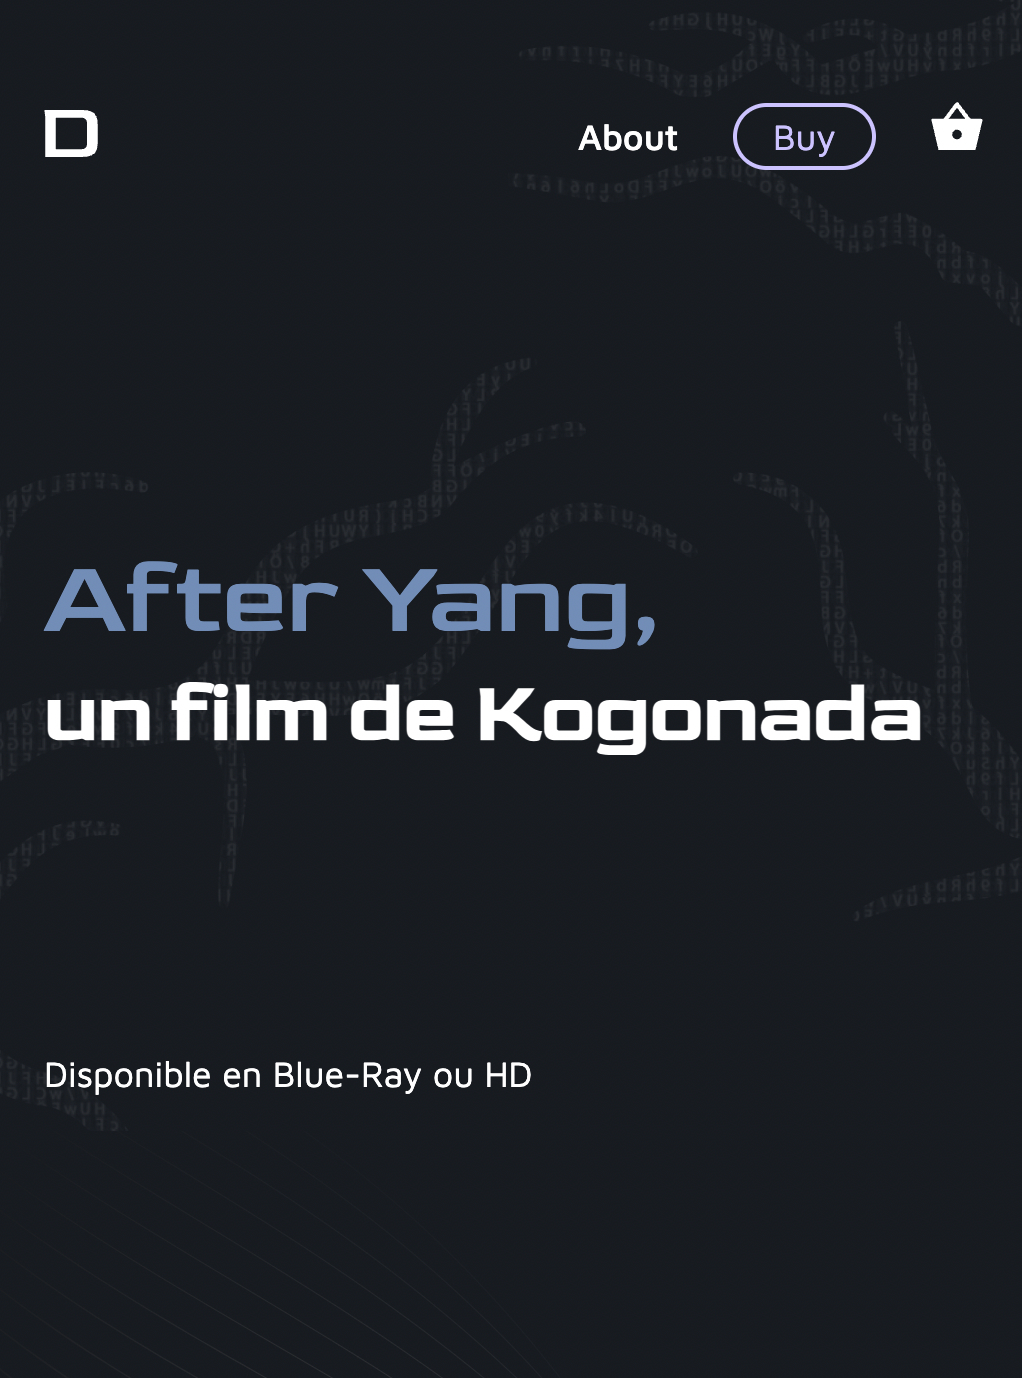 D
About
Buy
After Yang,
un film de Kogonada
Disponible en Blue-Ray ou HD